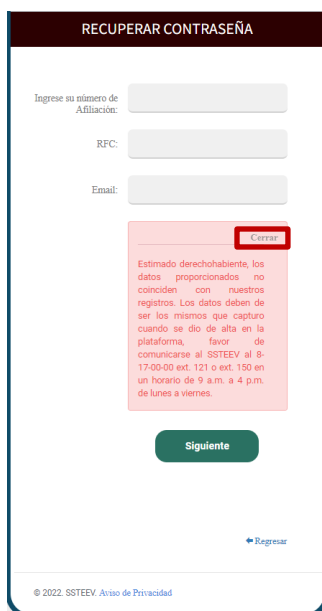 RECUPERAR CONTRASEÑA
Ingrese su número de
Afiliación:
RFC:
Email:
Cerrar
Estimado derechohabiente, los
datos proporcionados no
coinciden con nuestros
registros. Los datos deben de
ser los mismos que capturo
cuando se dio de alta en la
plataforma, favor de
comunicarse al SSTEEV al 8-
17-00-00 ext. 121 o ext. 150 en
un horario de 9 a.m. a 4 p.m.
de lunes a viernes.
Siguiente
Regresar
© 2022. SSTEEV. Aviso de Privacidad